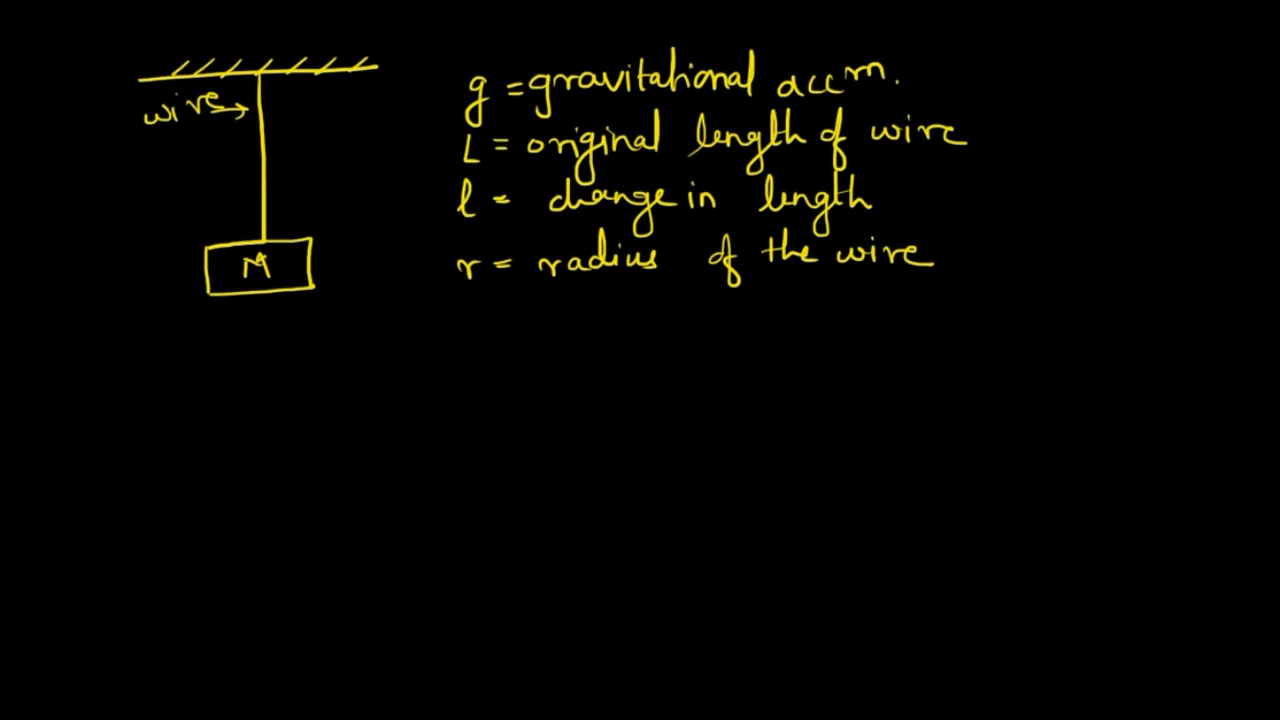 wire
M
g = gravitational accⁿ.
L = original length of wire
l = change in length
r = radius of the wire